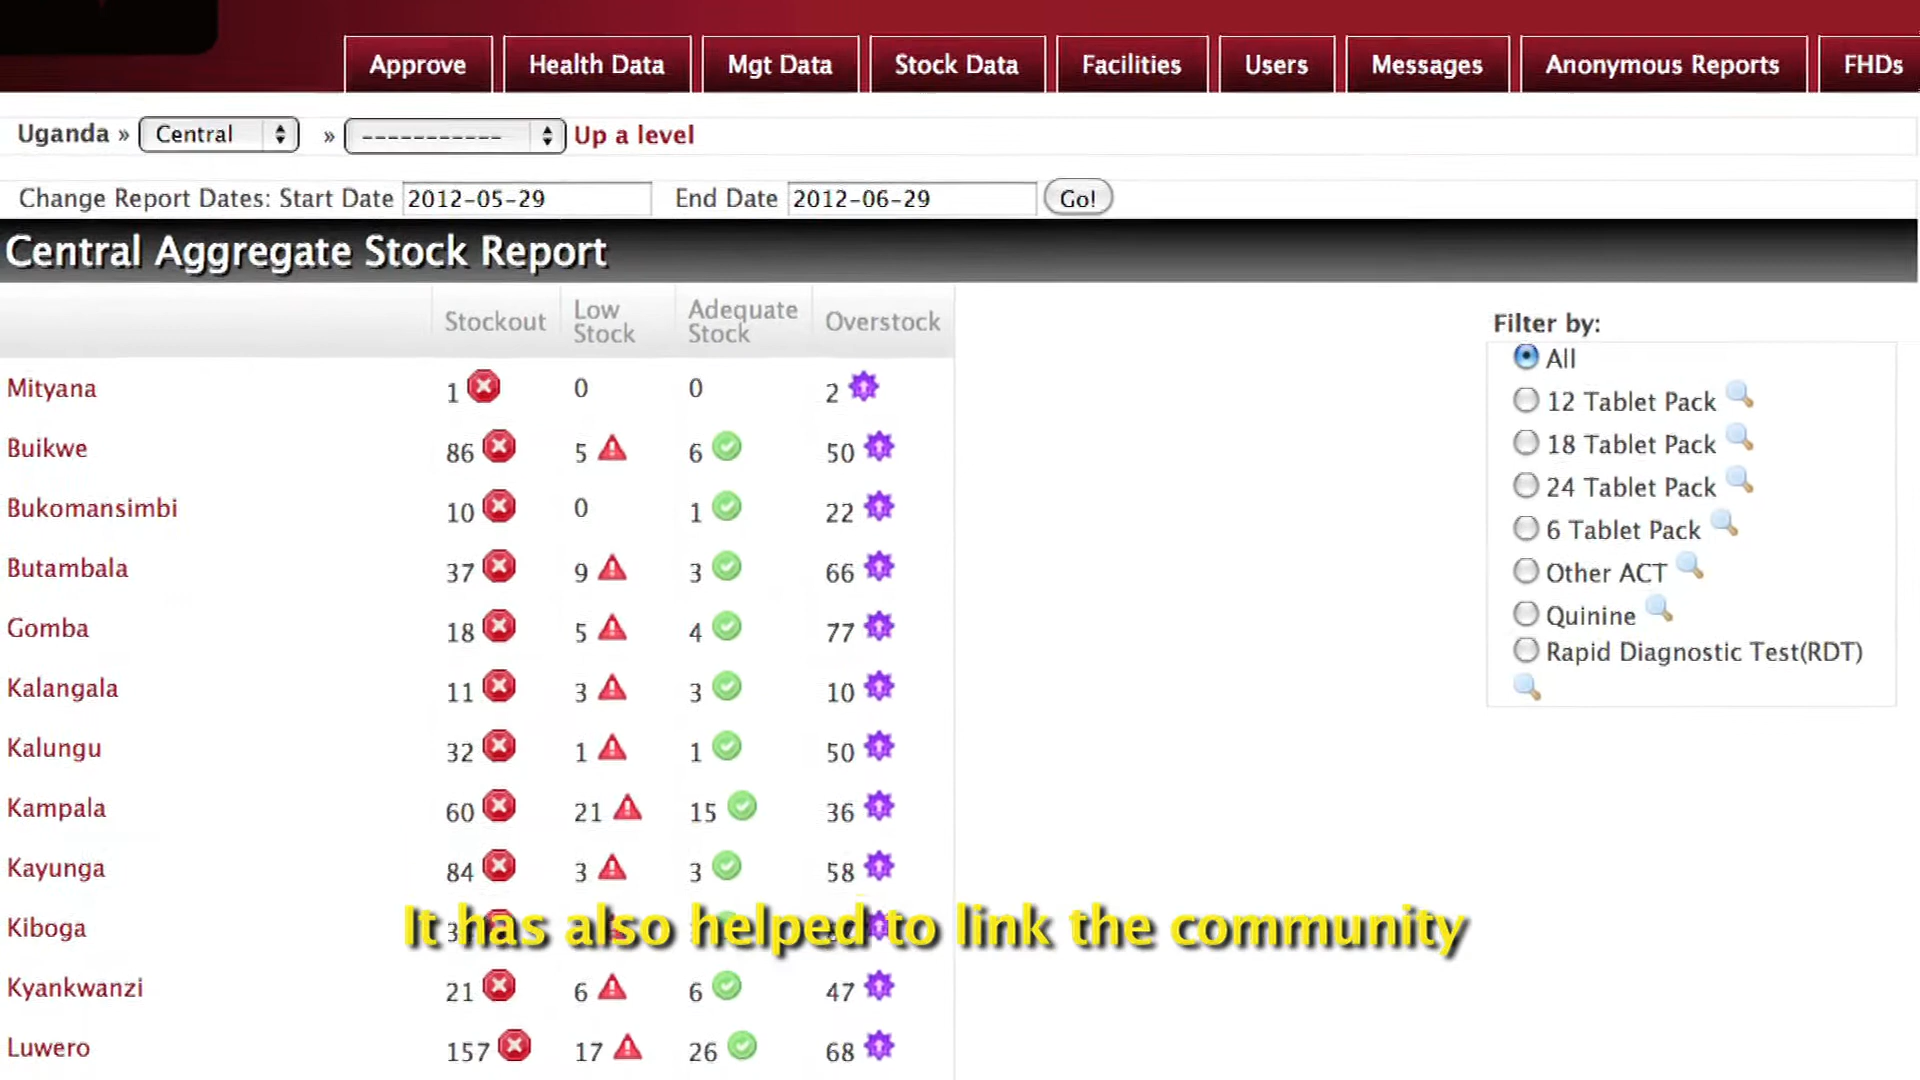 Approve Health Data Mgt Data Stock Data Facilities Users Messages Anonymous Reports FHDs
Uganda » Central » ----------- Up a level
Change Report Dates: Start Date 2012-05-29 End Date 2012-06-29 Go!
Central Aggregate Stock Report
Stockout Low Stock Adequate Stock Overstock
Mityana 1 0 0 2
Buikwe 86 5 6 50
Bukomansimbi 10 0 1 22
Butambala 37 9 3 66
Gomba 18 5 4 77
Kalangala 11 3 3 10
Kalungu 32 1 1 50
Kampala 60 21 15 36
Kayunga 84 3 3 58
Kiboga
Kyankwanzi 21 6 6 47
Luwero 157 17 26 68
Filter by:
All
12 Tablet Pack
18 Tablet Pack
24 Tablet Pack
6 Tablet Pack
Other ACT
Quinine
Rapid Diagnostic Test(RDT)
It has also helped to link the community